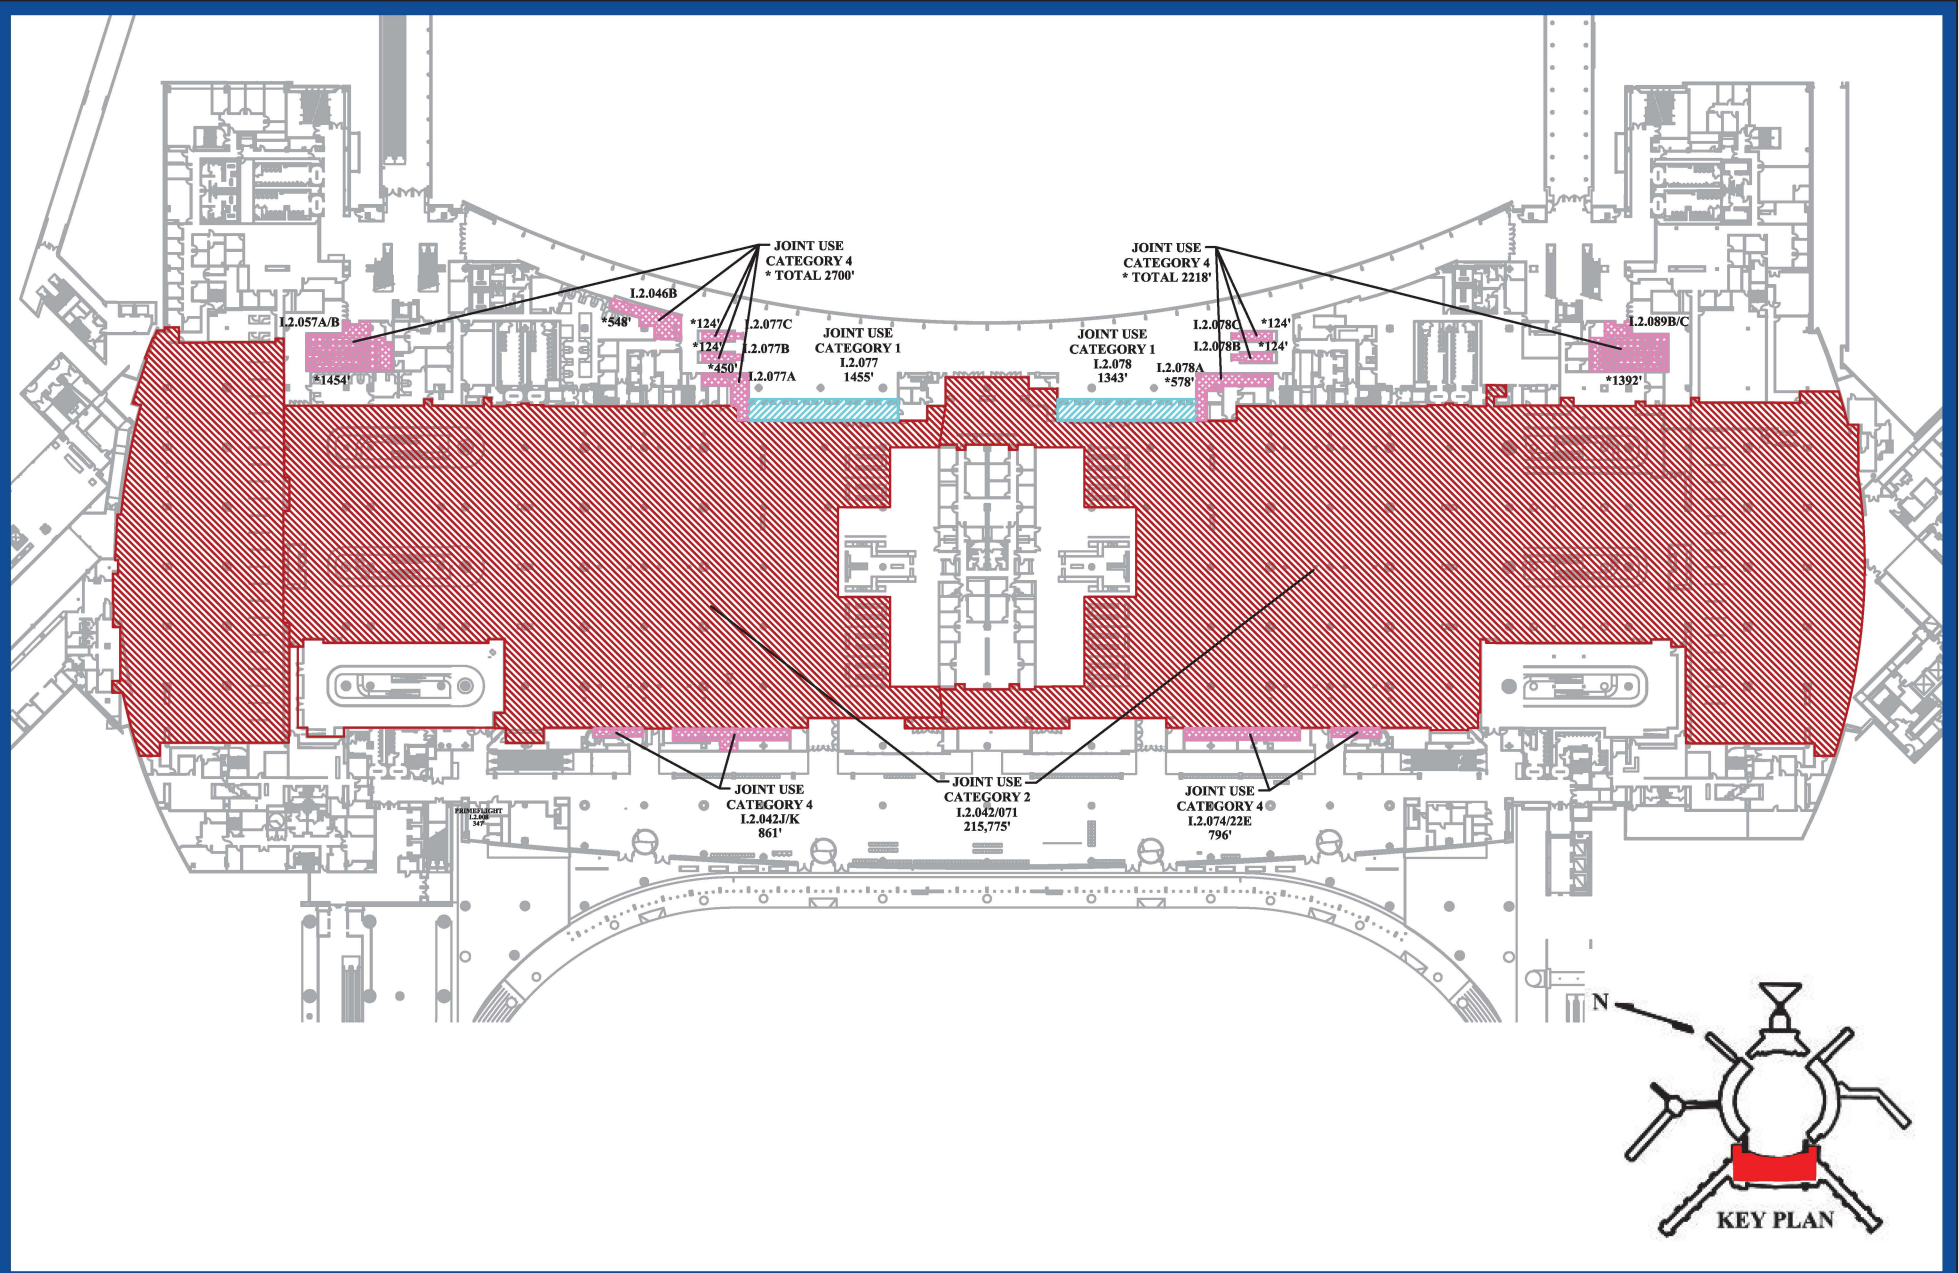 JOINT USE
CATEGORY 4
* TOTAL 2700'
JOINT USE
CATEGORY 4
* TOTAL 2218'
I.2.046B
*548'
I.2.057A/B
*1454'
*124'
I.2.077C
*124'
I.2.077B
*450'
I.2.077A
JOINT USE
CATEGORY 1
I.2.077
1455'
JOINT USE
CATEGORY 1
I.2.078
1343'
I.2.078C
*124'
I.2.078B
*124'
I.2.078A
*578'
I.2.089B/C
*1392'
JOINT USE
CATEGORY 4
I.2.042J/K
861'
JOINT USE
CATEGORY 2
I.2.042/071
215,775'
JOINT USE
CATEGORY 4
I.2.074/22E
796'
PRIMEFLIGHT
I.2.008
347'
N
KEY PLAN